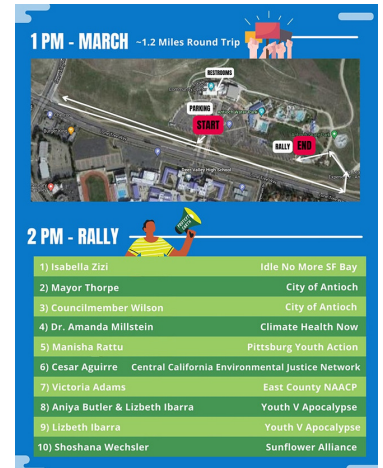 1 PM - MARCH ~1.2 Miles Round Trip
RESTROOMS
PARKING
START
RALLY END
Deer Valley High School
2 PM - RALLY
1) Isabella Zizi Idle No More SF Bay
2) Mayor Thorpe City of Antioch
3) Councilmember Wilson City of Antioch
4) Dr. Amanda Millstein Climate Health Now
5) Manisha Rattu Pittsburg Youth Action
6) Cesar Aguirre Central California Environmental Justice Network
7) Victoria Adams East County NAACP
8) Aniya Butler & Lizbeth Ibarra Youth V Apocalypse
9) Lizbeth Ibarra Youth V Apocalypse
10) Shoshana Wechsler Sunflower Alliance